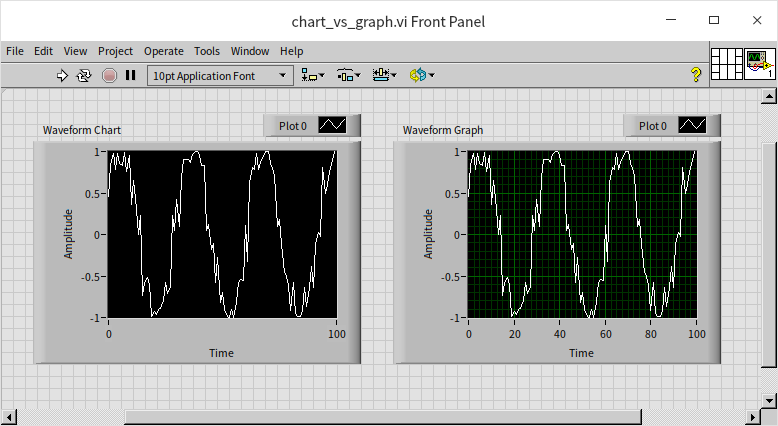 chart_vs_graph.vi Front Panel
File Edit View Project Operate Tools Window Help
10pt Application Font
?
1
Waveform Chart
Plot 0
1
0.5
0
-0.5
-1
Amplitude
0 100
Time
Waveform Graph
Plot 0
1
0.5
0
-0.5
-1
Amplitude
0 20 40 60 80 100
Time